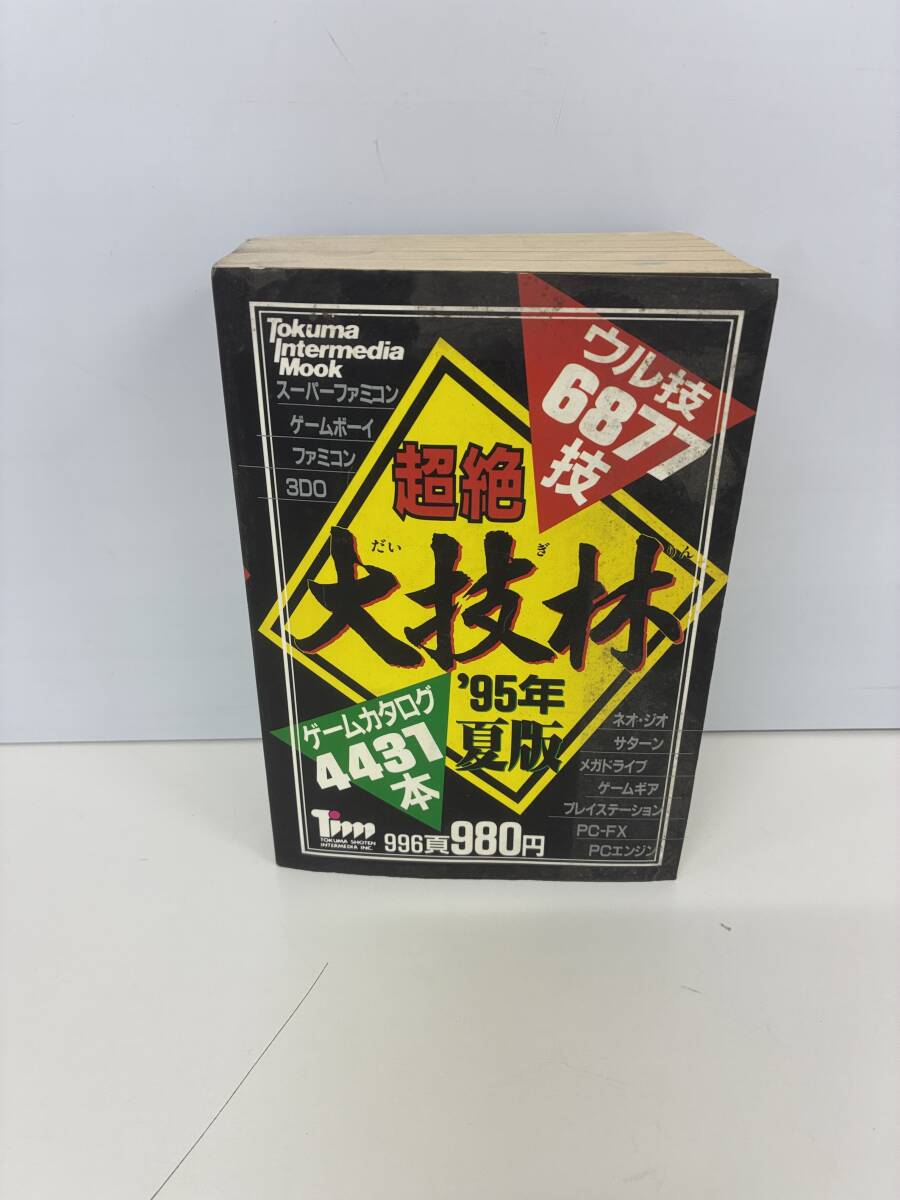 Tokuma
Intermedia
Mook
スーパーファミコン
ゲームボーイ
ファミコン
3DO
ウル技
6877
技
超絶
だい ぎ りん
大技林
'95年
夏版
ゲームカタログ
4431
本
ネオ・ジオ
サターン
メガドライブ
ゲームギア
プレイステーション
PC-FX
PCエンジン
Tim
TOKUMA SHOTEN
INTERMEDIA INC.
996頁980円